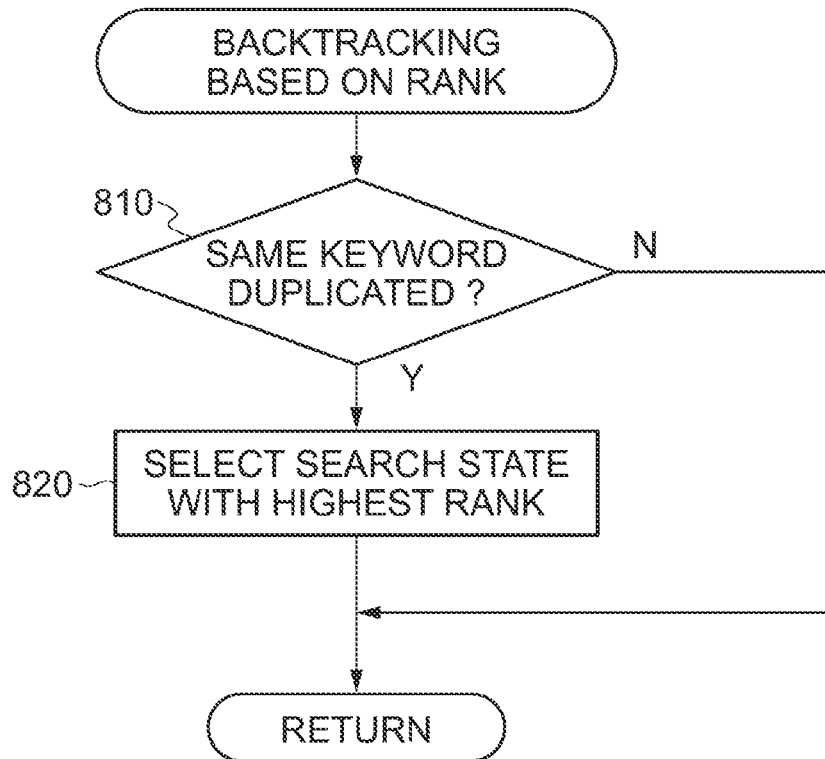 BACKTRACKING
BASED ON RANK
810
SAME KEYWORD
DUPLICATED ?
N
Y
820
SELECT SEARCH STATE
WITH HIGHEST RANK
RETURN